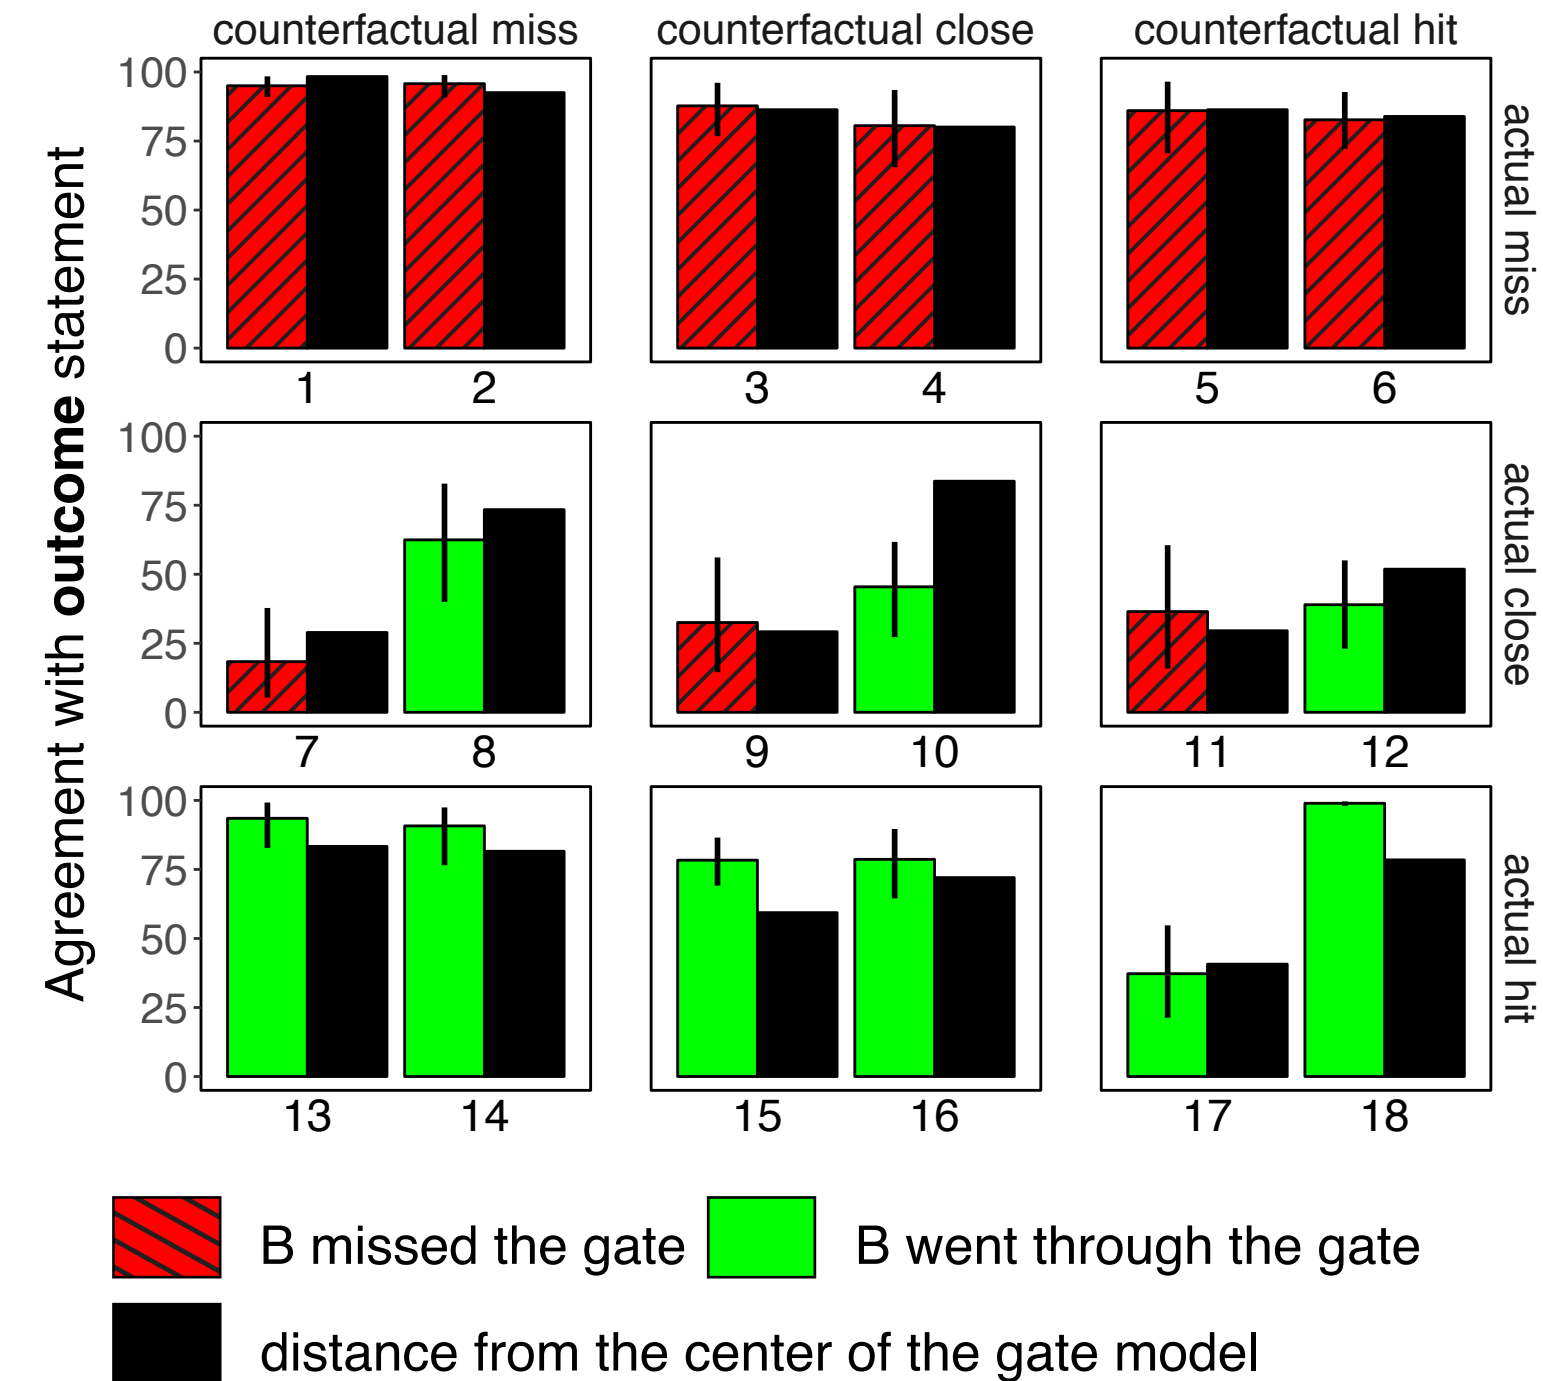 counterfactual miss counterfactual close counterfactual hit
Agreement with outcome statement
100
75
50
25
0
actual miss
1 2 3 4 5 6
100
75
50
25
0
actual close
7 8 9 10 11 12
100
75
50
25
0
actual hit
13 14 15 16 17 18
B missed the gate B went through the gate
distance from the center of the gate model